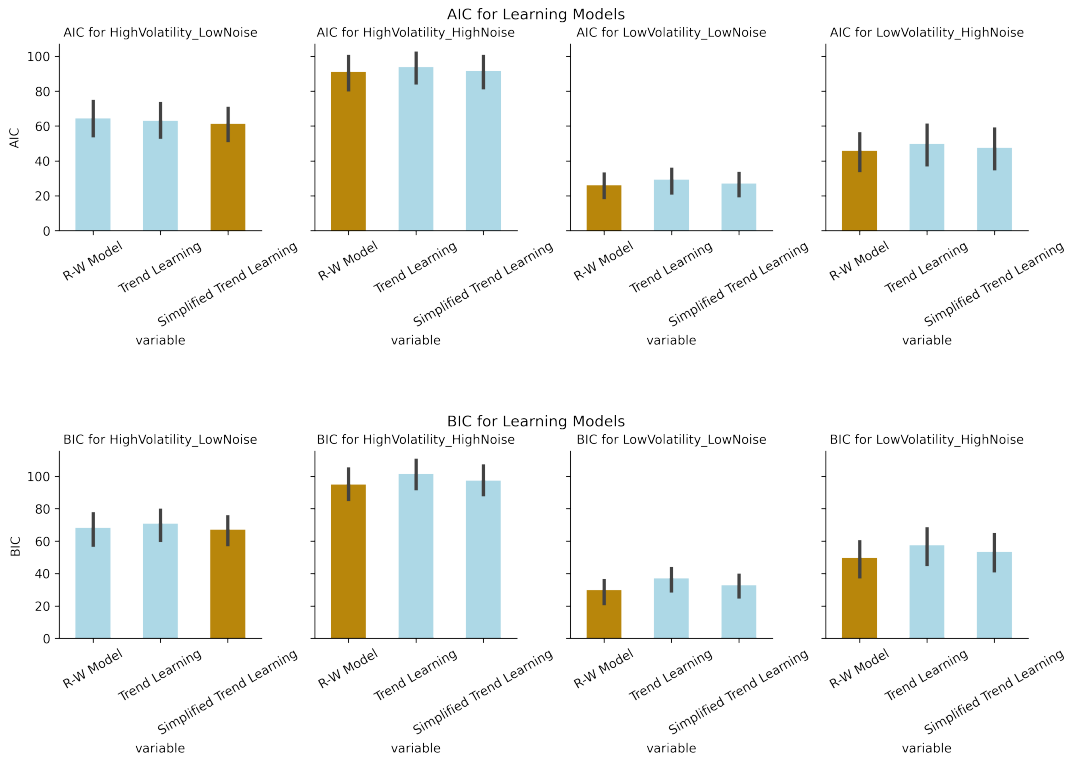 AIC for Learning Models
AIC for HighVolatility_LowNoise
AIC for HighVolatility_HighNoise
AIC for LowVolatility_LowNoise
AIC for LowVolatility_HighNoise
AIC
100
80
60
40
20
0
R-W Model
Trend Learning
Simplified Trend Learning
variable
R-W Model
Trend Learning
Simplified Trend Learning
variable
R-W Model
Trend Learning
Simplified Trend Learning
variable
R-W Model
Trend Learning
Simplified Trend Learning
variable
BIC for Learning Models
BIC for HighVolatility_LowNoise
BIC for HighVolatility_HighNoise
BIC for LowVolatility_LowNoise
BIC for LowVolatility_HighNoise
BIC
100
80
60
40
20
0
R-W Model
Trend Learning
Simplified Trend Learning
variable
R-W Model
Trend Learning
Simplified Trend Learning
variable
R-W Model
Trend Learning
Simplified Trend Learning
variable
R-W Model
Trend Learning
Simplified Trend Learning
variable